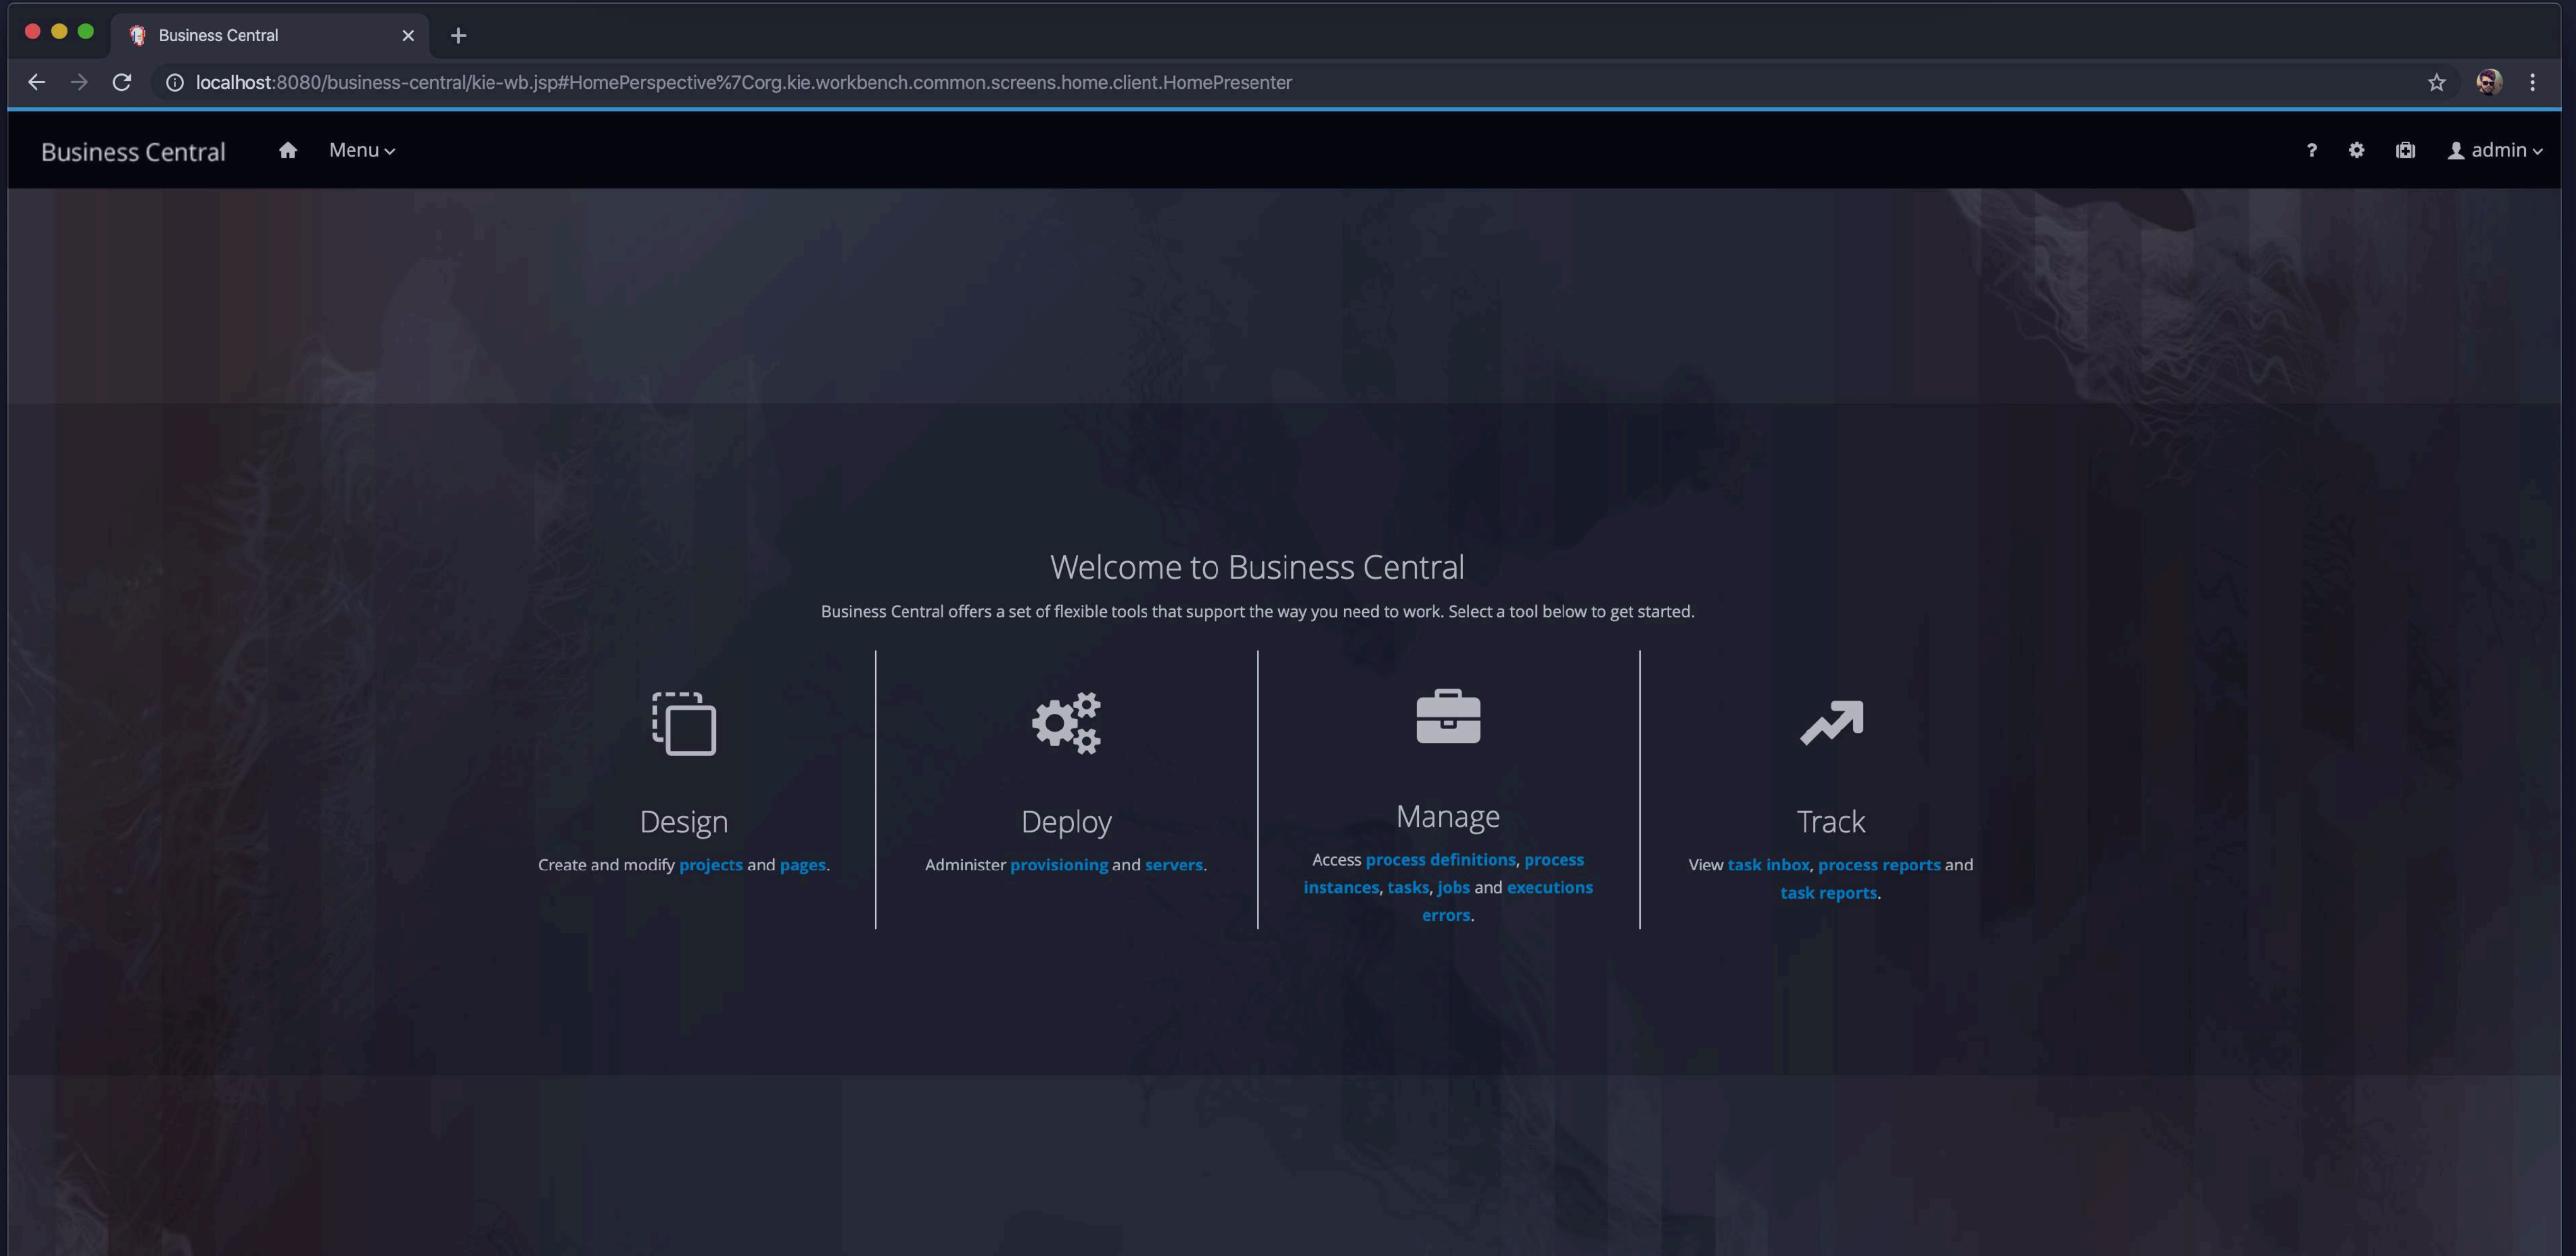 Business Central
localhost:8080/business-central/kie-wb.jsp#HomePerspective%7Corg.kie.workbench.common.screens.home.client.HomePresenter
Business Central
Menu
?
admin
Welcome to Business Central
Business Central offers a set of flexible tools that support the way you need to work. Select a tool below to get started.
Design
Create and modify projects and pages.
Deploy
Administer provisioning and servers.
Manage
Access process definitions, process
instances, tasks, jobs and executions
errors.
Track
View task inbox, process reports and
task reports.